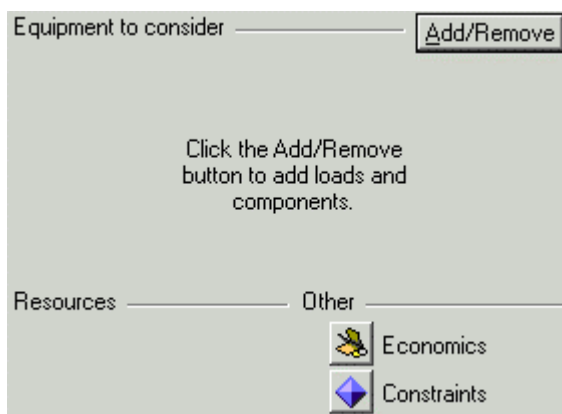 Equipment to consider
Add/Remove
Click the Add/Remove
button to add loads and
components.
Resources
Other
Economics
Constraints